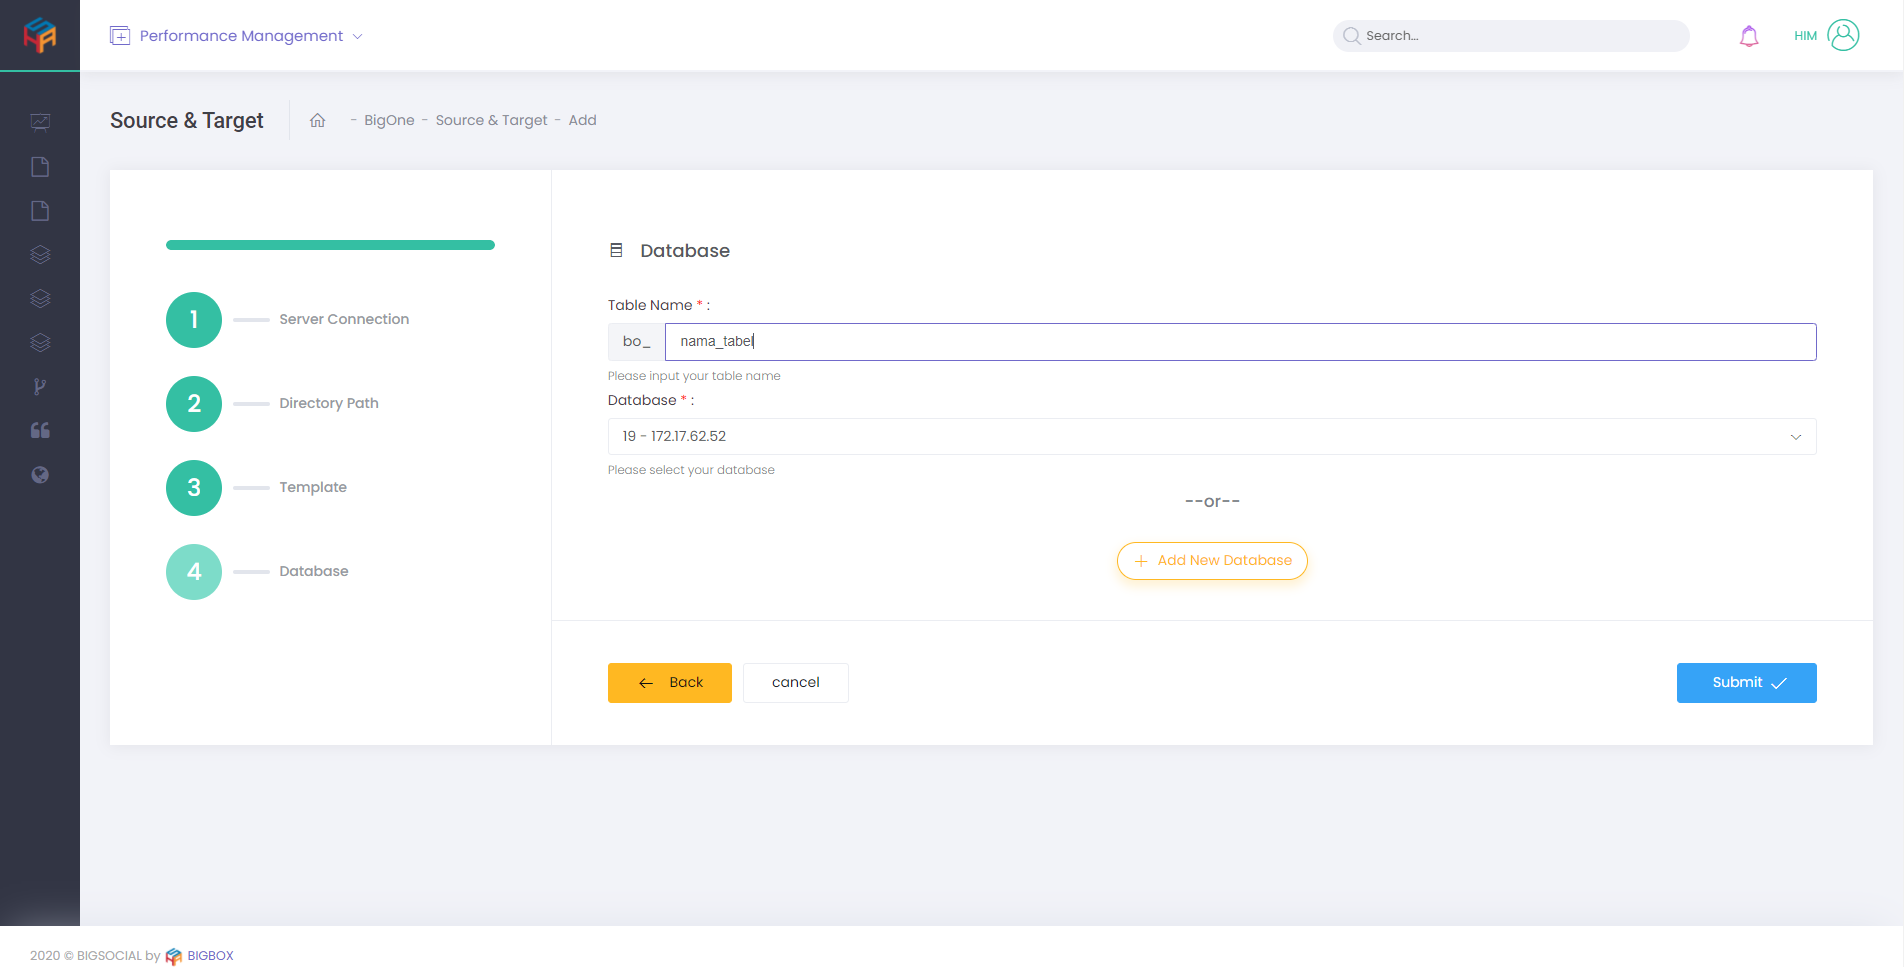 Performance Management
Search...
HIM
Source & Target
- BigOne - Source & Target - Add
1 Server Connection
2 Directory Path
3 Template
4 Database
Database
Table Name * :
bo_ nama_tabel
Please input your table name
Database * :
19 - 172.17.62.52
Please select your database
--or--
Add New Database
Back
cancel
Submit
2020 © BIGSOCIAL by BIGBOX